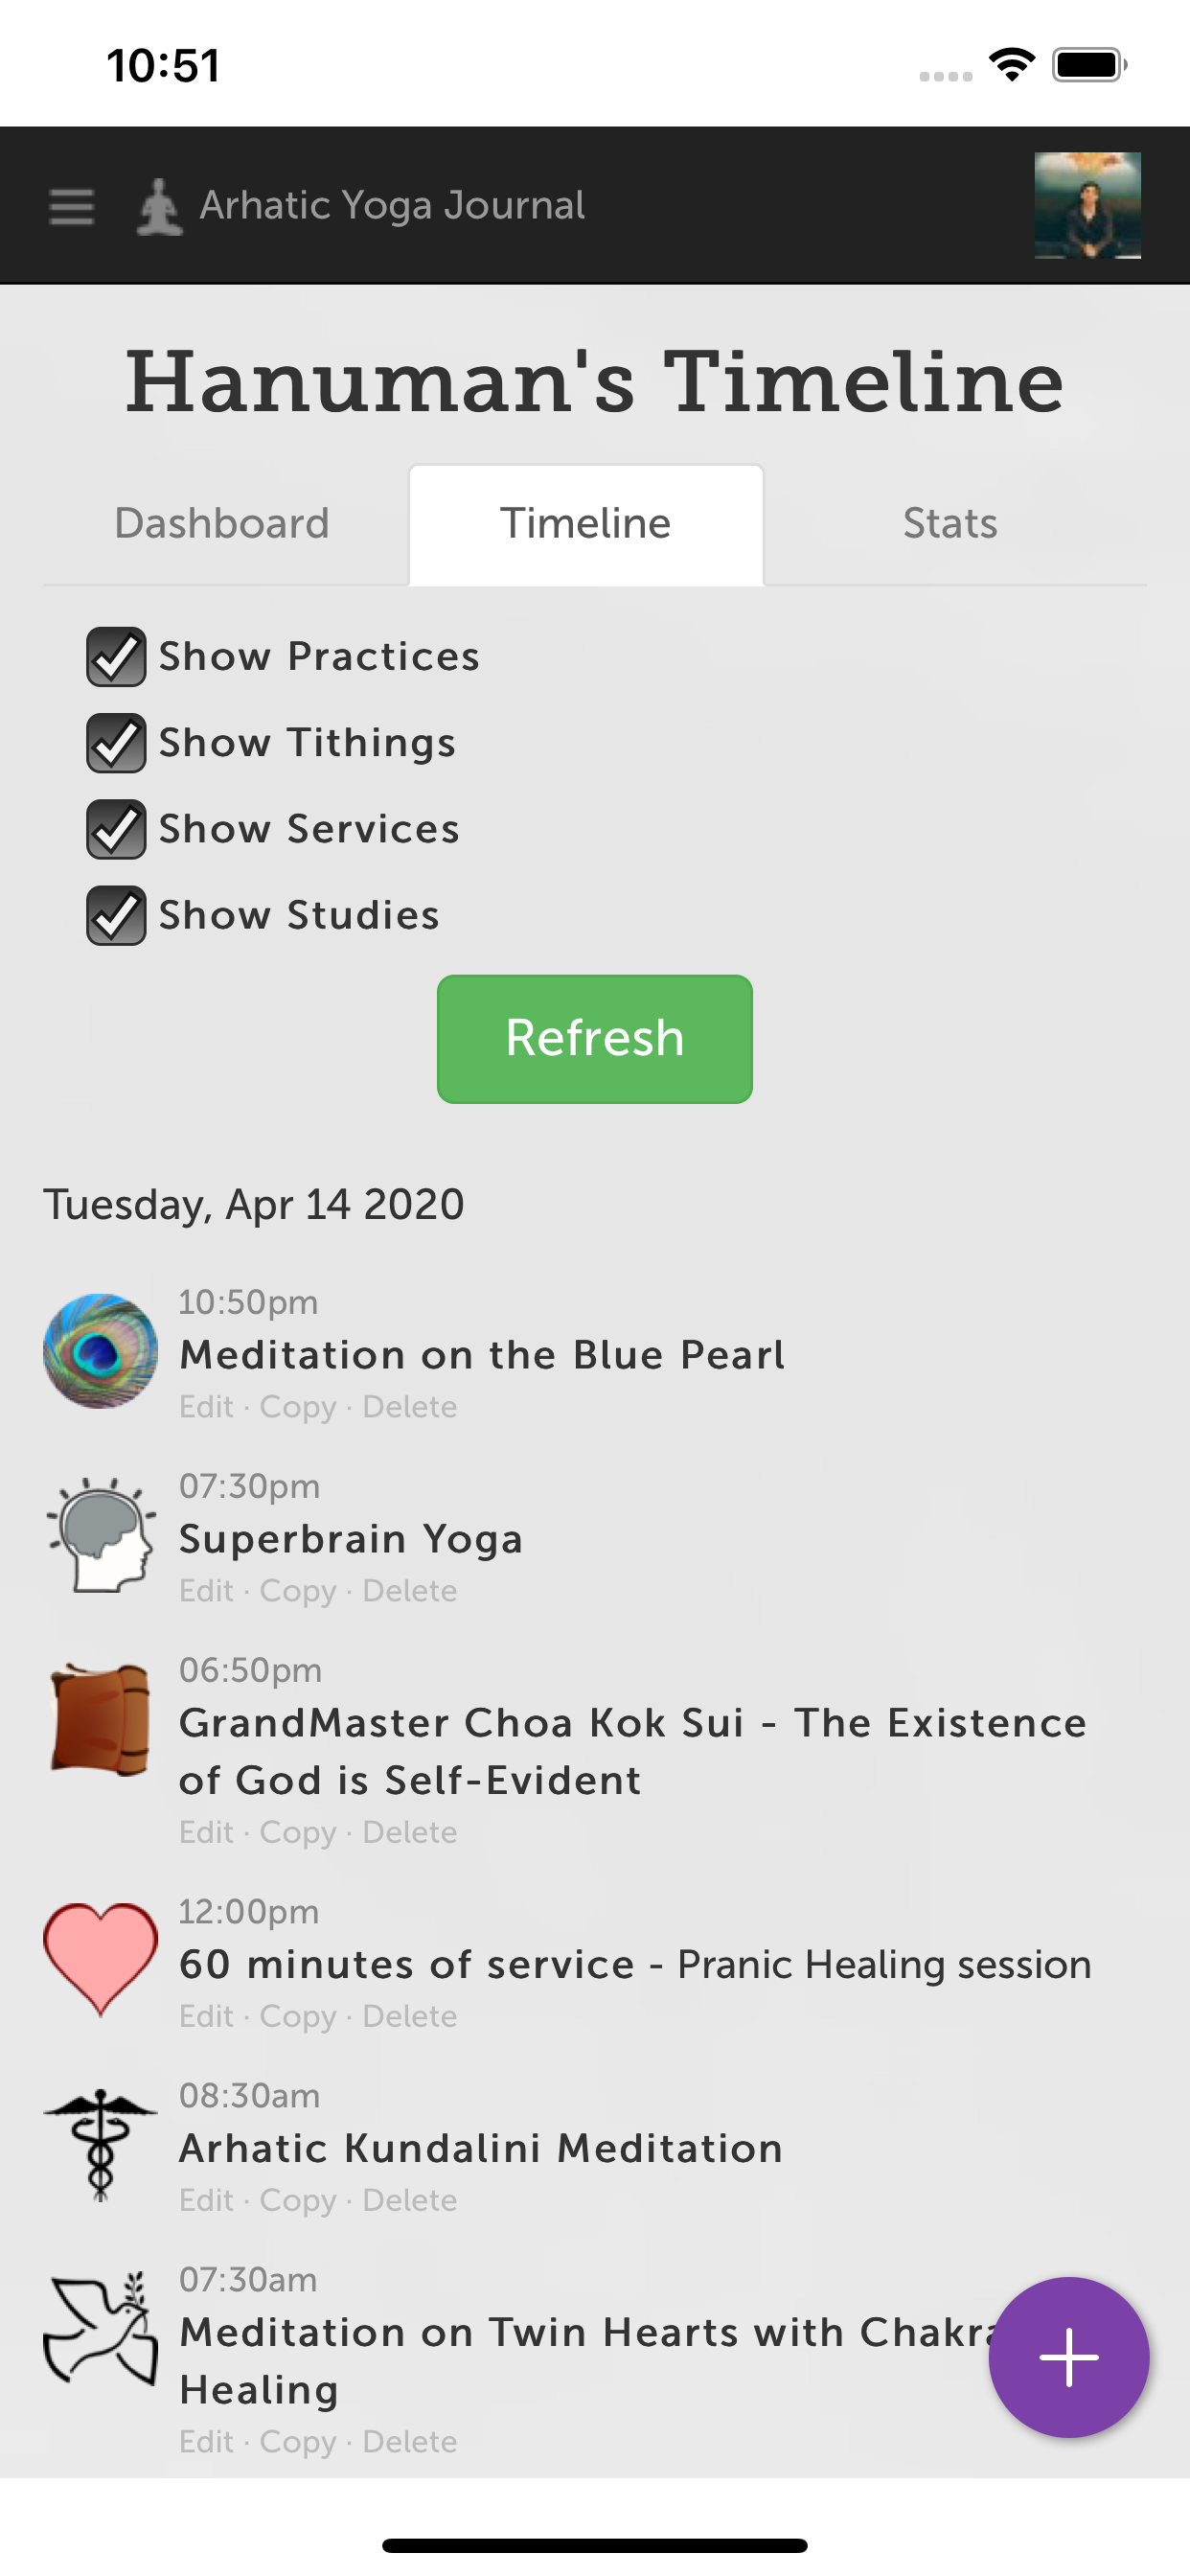 10:51
Arhatic Yoga Journal
Hanuman's Timeline
Dashboard
Timeline
Stats
Show Practices
Show Tithings
Show Services
Show Studies
Refresh
Tuesday, Apr 14 2020
10:50pm
Meditation on the Blue Pearl
Edit · Copy · Delete
07:30pm
Superbrain Yoga
Edit · Copy · Delete
06:50pm
GrandMaster Choa Kok Sui - The Existence
of God is Self-Evident
Edit · Copy · Delete
12:00pm
60 minutes of service - Pranic Healing session
Edit · Copy · Delete
08:30am
Arhatic Kundalini Meditation
Edit · Copy · Delete
07:30am
Meditation on Twin Hearts with Chakra
Healing
Edit · Copy · Delete